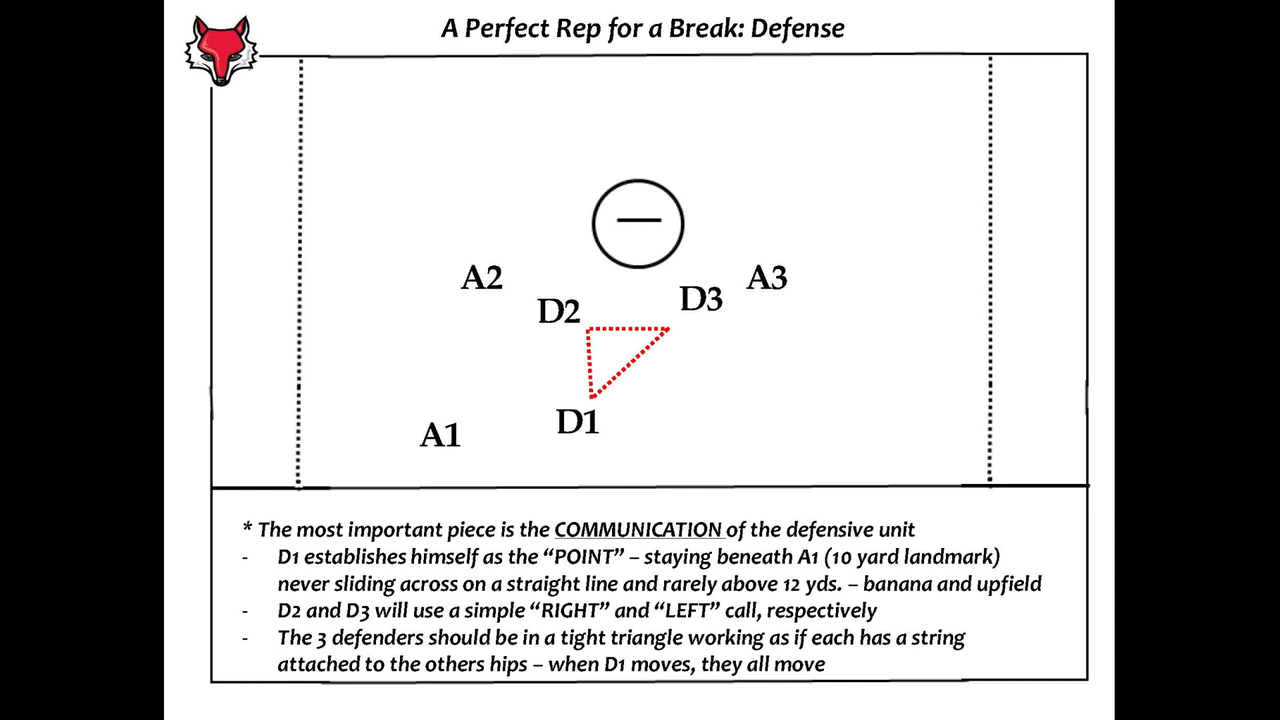 A Perfect Rep for a Break: Defense
A2
A3
D2
D3
A1
D1
* The most important piece is the COMMUNICATION of the defensive unit
- D1 establishes himself as the “POINT” – staying beneath A1 (10 yard landmark)
never sliding across on a straight line and rarely above 12 yds. – banana and upfield
- D2 and D3 will use a simple “RIGHT” and “LEFT” call, respectively
- The 3 defenders should be in a tight triangle working as if each has a string
attached to the others hips – when D1 moves, they all move